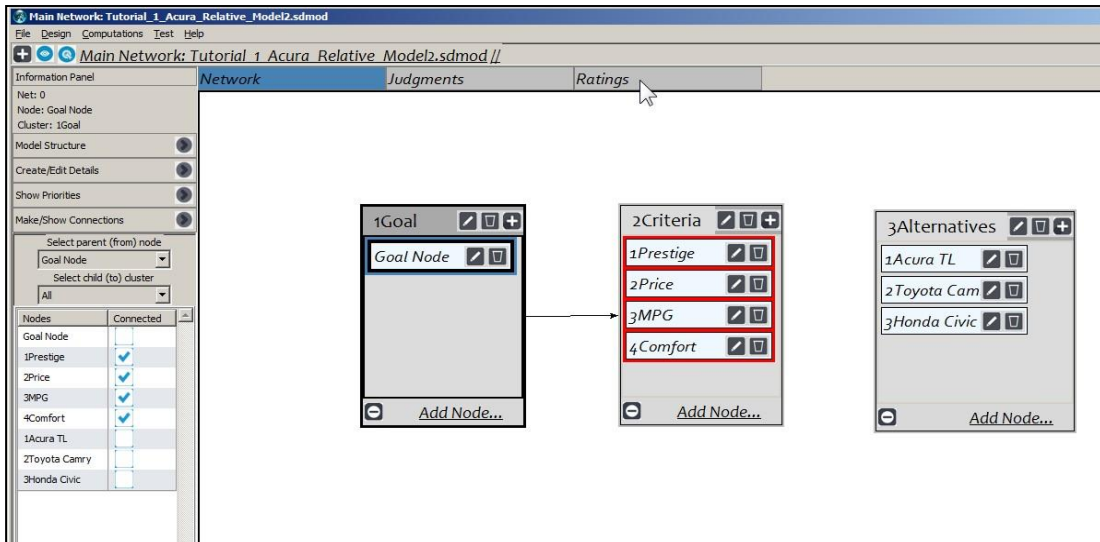 Main Network: Tutorial_1_Acura_Relative_Model2.sdmod
File Design Computations Test Help
Main Network: Tutorial_1_Acura_Relative_Model2.sdmod //
Information Panel
Net: 0
Node: Goal Node
Cluster: 1Goal
Model Structure
Create/Edit Details
Show Priorities
Make/Show Connections
Select parent (from) node
Goal Node
Select child (to) cluster
All
Nodes Connected
Goal Node
1Prestige
2Price
3MPG
4Comfort
1Acura TL
2Toyota Camry
3Honda Civic
Network Judgments Ratings
1Goal
Goal Node
Add Node...
2Criteria
1Prestige
2Price
3MPG
4Comfort
Add Node...
3Alternatives
1Acura TL
2Toyota Cam
3Honda Civic
Add Node...